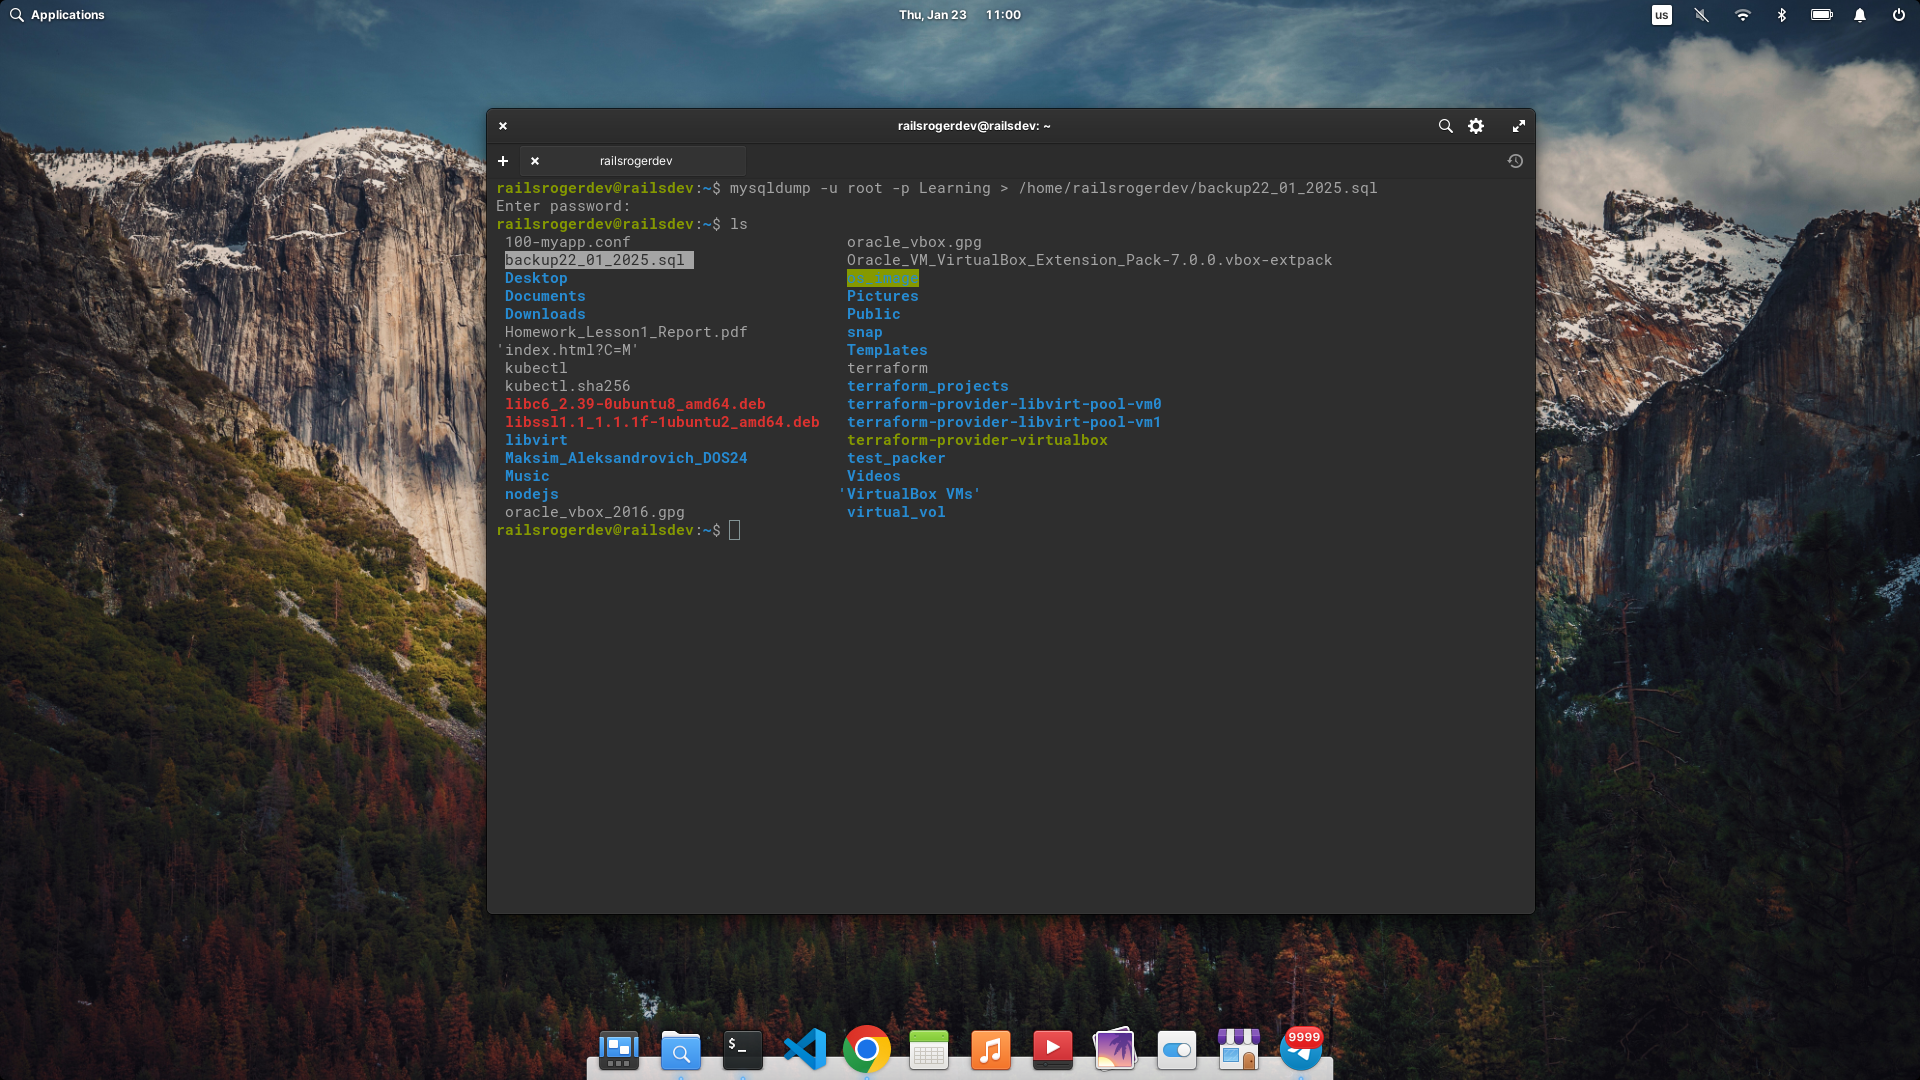 Applications
Thu, Jan 23 11:00
us
railsrogerdev@railsdev: ~
railsrogerdev
railsrogerdev@railsdev:~$ mysqldump -u root -p Learning > /home/railsrogerdev/backup22_01_2025.sql
Enter password:
railsrogerdev@railsdev:~$ ls
100-myapp.conf oracle_vbox.gpg
backup22_01_2025.sql Oracle_VM_VirtualBox_Extension_Pack-7.0.0.vbox-extpack
Desktop os_image
Documents Pictures
Downloads Public
Homework_Lesson1_Report.pdf snap
'index.html?C=M' Templates
kubectl terraform
kubectl.sha256 terraform_projects
libc6_2.39-0ubuntu8_amd64.deb terraform-provider-libvirt-pool-vm0
libssl1.1_1.1.1f-1ubuntu2_amd64.deb terraform-provider-libvirt-pool-vm1
libvirt terraform-provider-virtualbox
Maksim_Aleksandrovich_DOS24 test_packer
Music Videos
nodejs 'VirtualBox VMs'
oracle_vbox_2016.gpg virtual_vol
railsrogerdev@railsdev:~$
$ _
9999